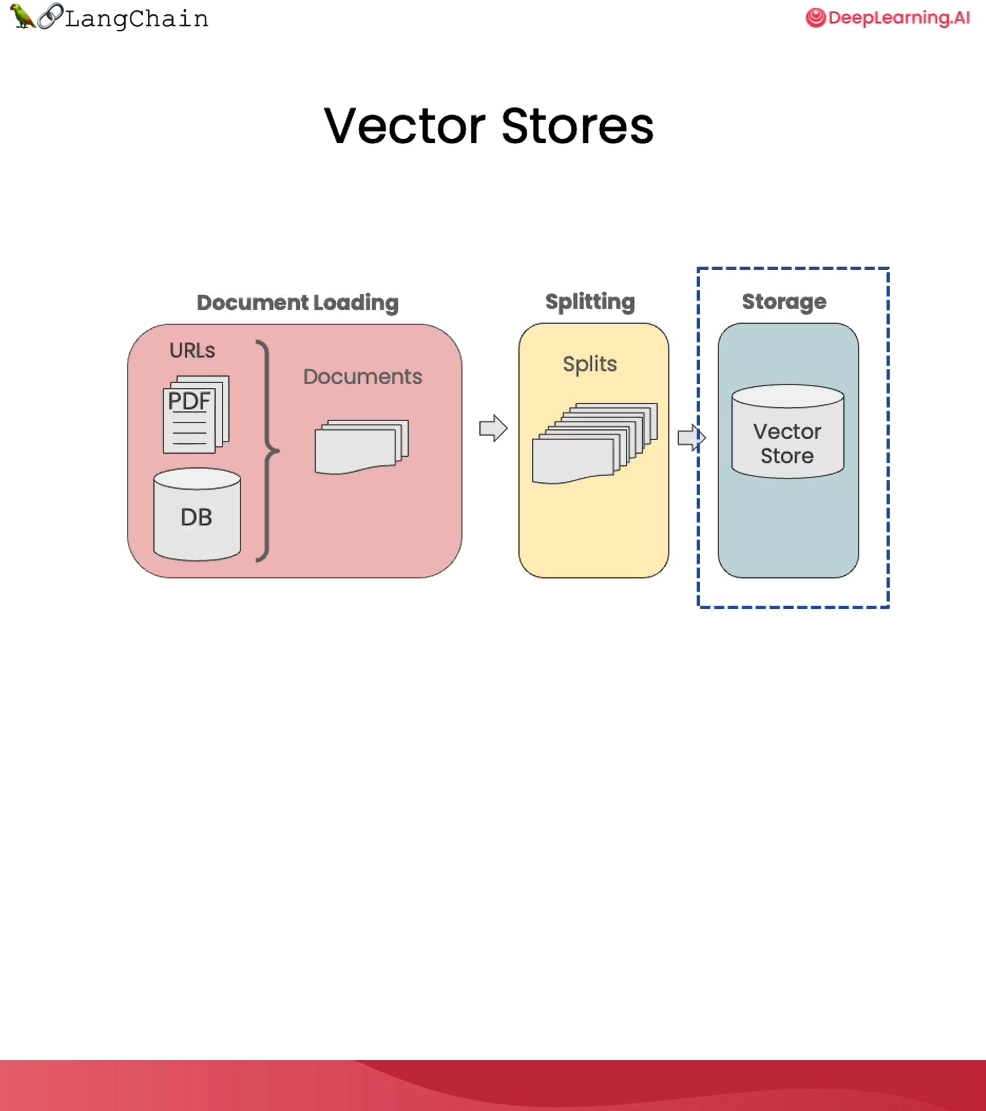 LangChain
DeepLearning.AI
Vector Stores
Document Loading
Splitting
Storage
URLs
PDF
DB
Documents
Splits
Vector
Store